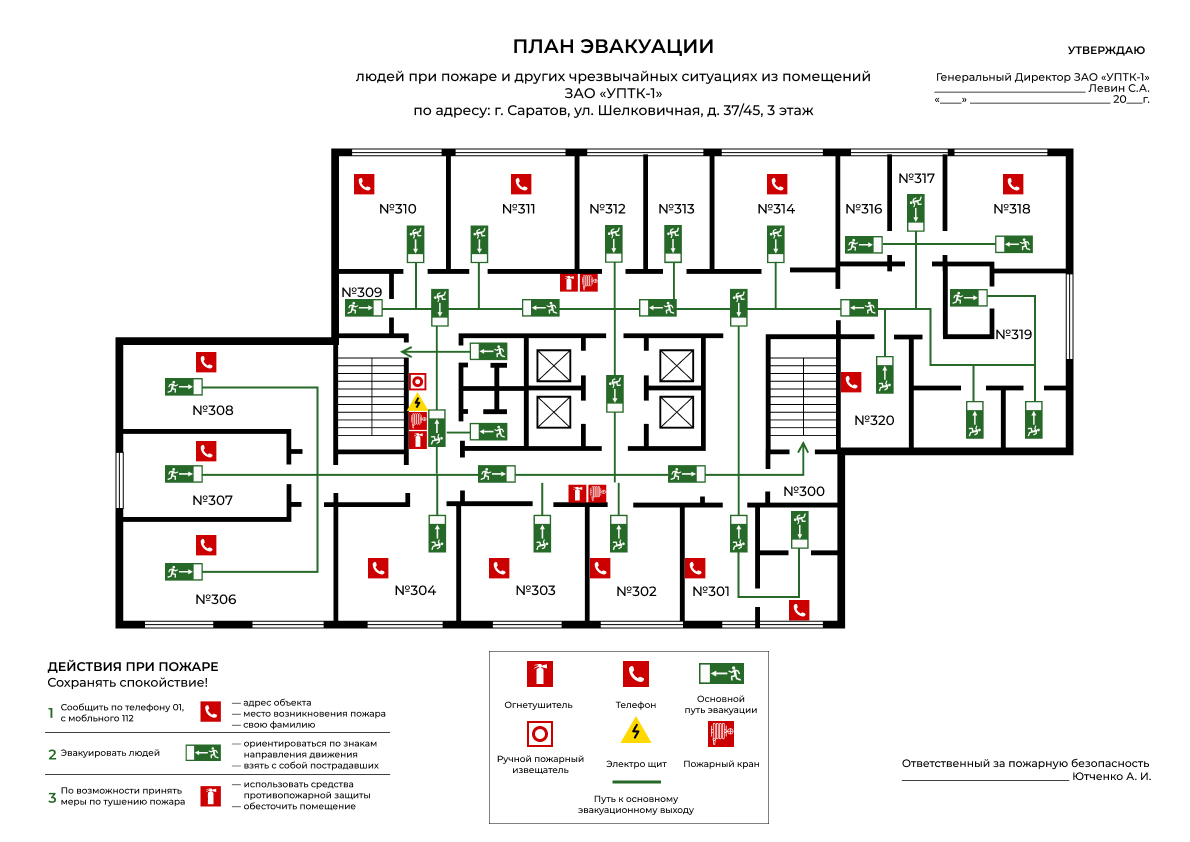 ПЛАН ЭВАКУАЦИИ
людей при пожаре и других чрезвычайных ситуациях из помещений
ЗАО «УПТК-1»
по адресу: г. Саратов, ул. Шелковичная, д. 37/45, 3 этаж
УТВЕРЖДАЮ
Генеральный Директор ЗАО «УПТК-1»
____________________________ Левин С.А.
«____» __________________________ 20___г.
№310
№311
№312
№313
№314
№316
№317
№318
№309
№319
№308
№320
№307
№300
№306
№304
№303
№302
№301
ДЕЙСТВИЯ ПРИ ПОЖАРЕ
Сохранять спокойствие!
1 Сообщить по телефону 01,
с мобльного 112
— адрес объекта
— место возникновения пожара
— свою фамилию
2 Эвакуировать людей
— ориентироваться по знакам
направления движения
— взять с собой пострадавших
3 По возможности принять
меры по тушению пожара
— использовать средства
противопожарной защиты
— обесточить помещение
Огнетушитель
Телефон
Основной
путь эвакуации
Ручной пожарный
извещатель
Электро щит
Пожарный кран
Путь к основному
эвакуационному выходу
Ответственный за пожарную безопасность
_______________________________ Ютченко А. И.